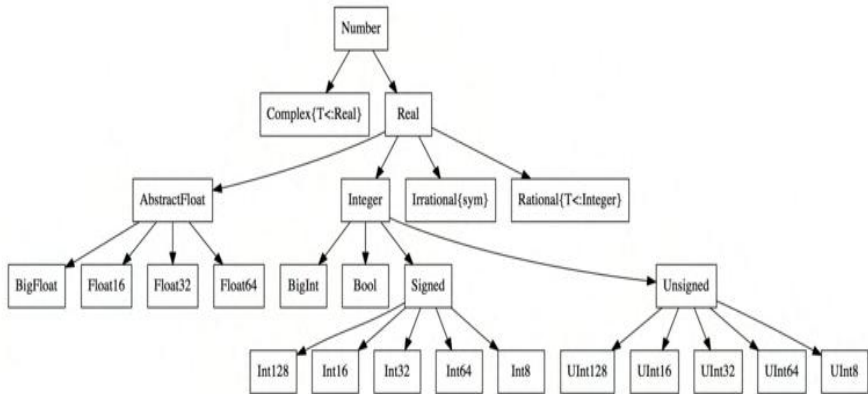 Number
Complex{T<:Real}
Real
AbstractFloat
Integer
Irrational{sym}
Rational{T<:Integer}
BigFloat
Float16
Float32
Float64
BigInt
Bool
Signed
Unsigned
Int128
Int16
Int32
Int64
Int8
UInt128
UInt16
UInt32
UInt64
UInt8